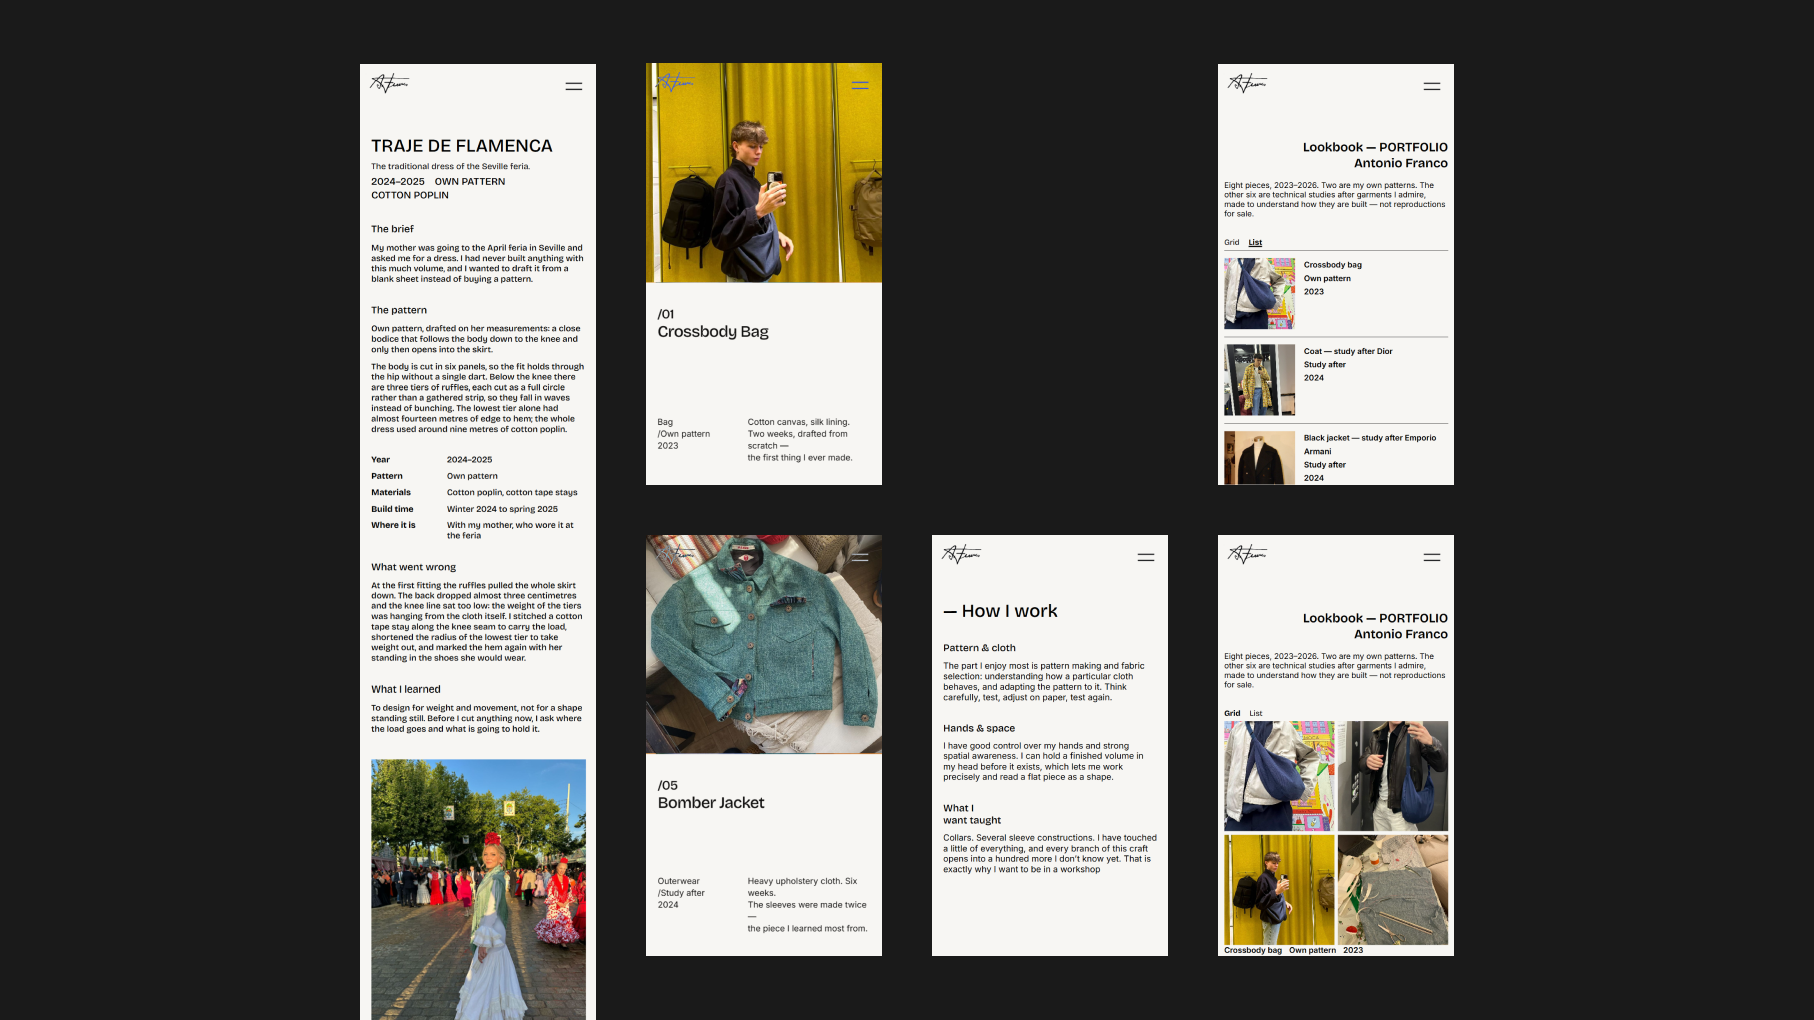 TRAJE DE FLAMENCA
The traditional dress of the Seville feria.
2024–2025 OWN PATTERN
COTTON POPLIN
The brief
My mother was going to the April feria in Seville and
asked me for a dress. I had never built anything with
this much volume, and I wanted to draft it from a
blank sheet instead of buying a pattern.
The pattern
Own pattern, drafted on her measurements: a close
bodice that follows the body down to the knee and
only then opens into the skirt.
The body is cut in six panels, so the fit holds through
the hip without a single dart. Below the knee there
are three tiers of ruffles, each cut as a full circle
rather than a gathered strip, so they fall in waves
instead of bunching. The lowest tier alone had
almost fourteen metres of edge to hem; the whole
dress used around nine metres of cotton poplin.
Year 2024–2025
Pattern Own pattern
Materials Cotton poplin, cotton tape stays
Build time Winter 2024 to spring 2025
Where it is With my mother, who wore it at
the feria
What went wrong
At the first fitting the ruffles pulled the whole skirt
down. The back dropped almost three centimetres
and the knee line sat too low: the weight of the tiers
was hanging from the cloth itself. I stitched a cotton
tape stay along the knee seam to carry the load,
shortened the radius of the lowest tier to take
weight out, and marked the hem again with her
standing in the shoes she would wear.
What I learned
To design for weight and movement, not for a shape
standing still. Before I cut anything now, I ask where
the load goes and what is going to hold it.
/01
Crossbody Bag
Bag
/Own pattern
2023
Cotton canvas, silk lining.
Two weeks, drafted from
scratch —
the first thing I ever made.
/05
Bomber Jacket
Outerwear
/Study after
2024
Heavy upholstery cloth. Six
weeks.
The sleeves were made twice
—
the piece I learned most from.
— How I work
Pattern & cloth
The part I enjoy most is pattern making and fabric
selection: understanding how a particular cloth
behaves, and adapting the pattern to it. Think
carefully, test, adjust on paper, test again.
Hands & space
I have good control over my hands and strong
spatial awareness. I can hold a finished volume in
my head before it exists, which lets me work
precisely and read a flat piece as a shape.
What I
want taught
Collars. Several sleeve constructions. I have touched
a little of everything, and every branch of this craft
opens into a hundred more I don't know yet. That is
exactly why I want to be in a workshop
Lookbook — PORTFOLIO
Antonio Franco
Eight pieces, 2023–2026. Two are my own patterns. The
other six are technical studies after garments I admire,
made to understand how they are built — not reproductions
for sale.
Grid List
Crossbody bag
Own pattern
2023
Coat — study after Dior
Study after
2024
Black jacket — study after Emporio
Armani
Study after
2024
Lookbook — PORTFOLIO
Antonio Franco
Eight pieces, 2023–2026. Two are my own patterns. The
other six are technical studies after garments I admire,
made to understand how they are built — not reproductions
for sale.
Grid List
Crossbody bag Own pattern 2023